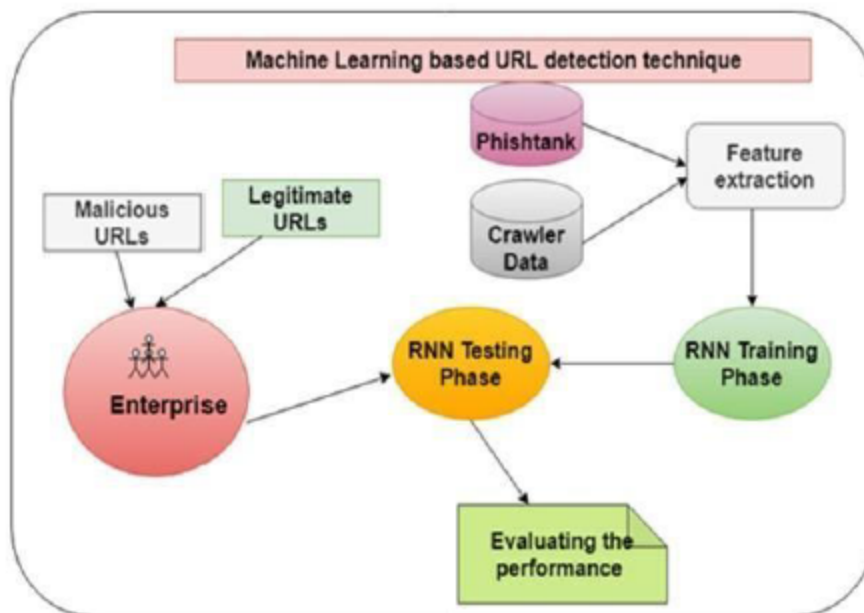 Machine Learning based URL detection technique
Phishtank
Feature
extraction
Malicious
URLs
Legitimate
URLs
Crawler
Data
Enterprise
RNN Testing
Phase
RNN Training
Phase
Evaluating the
performance